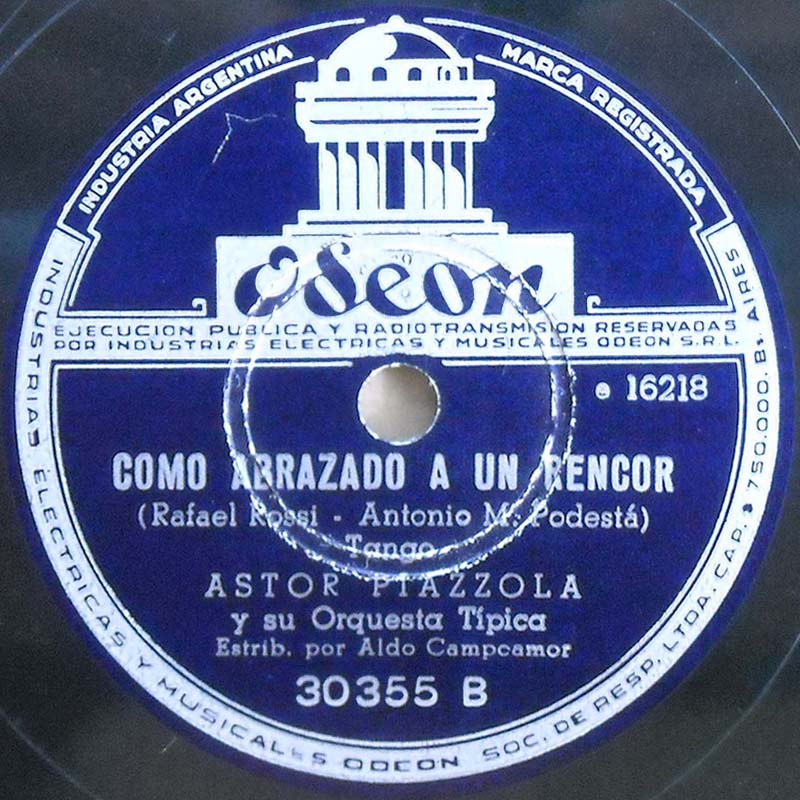 INDUSTRIA ARGENTINA
MARCA REGISTRADA
Odeon
EJECUCION PUBLICA Y RADIOTRANSMISION RESERVADAS
POR INDUSTRIAS ELECTRICAS Y MUSICALES ODEON S.R.L.
e 16218
COMO ABRAZADO A UN RENCOR
(Rafael Rossi - Antonio M. Podestá)
Tango
ASTOR PIAZZOLA
y su Orquesta Típica
Estrib. por Aldo Campoamor
30355 B
INDUSTRIAS ELECTRICAS Y MUSICALES ODEON SOC. DE RESP. LTDA. CAP. $ 750.000. Bs. AIRES